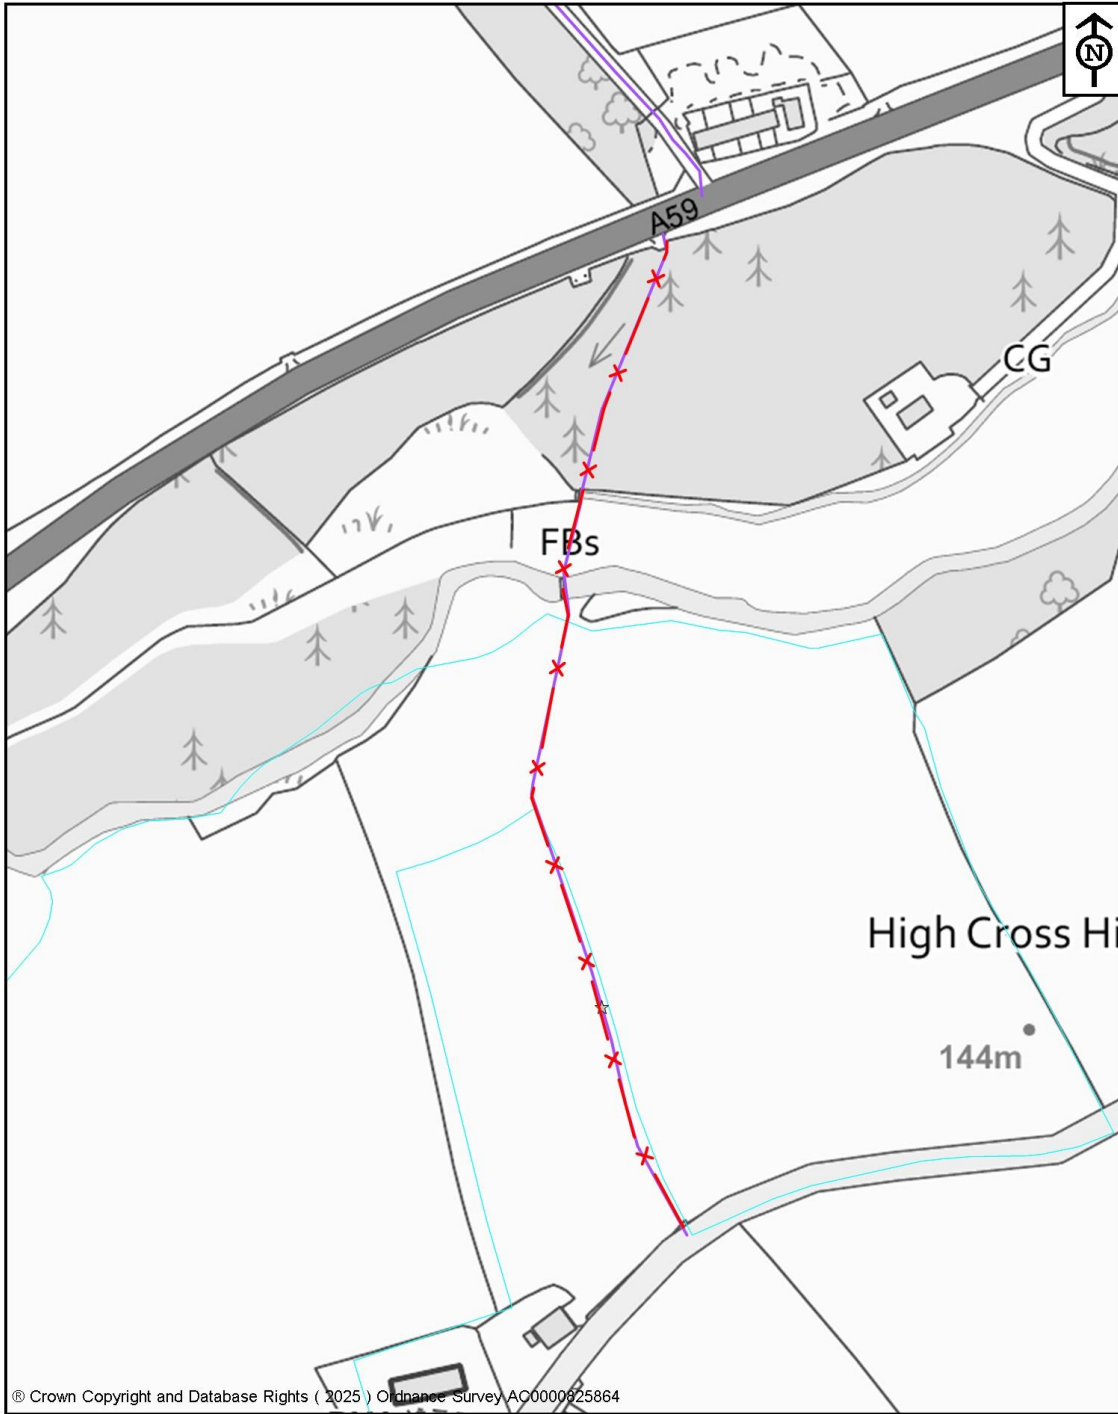 N
A59
CG
FBs
High Cross Hi
144m
® Crown Copyright and Database Rights ( 2025 ) Ordnance Survey AC0000825864